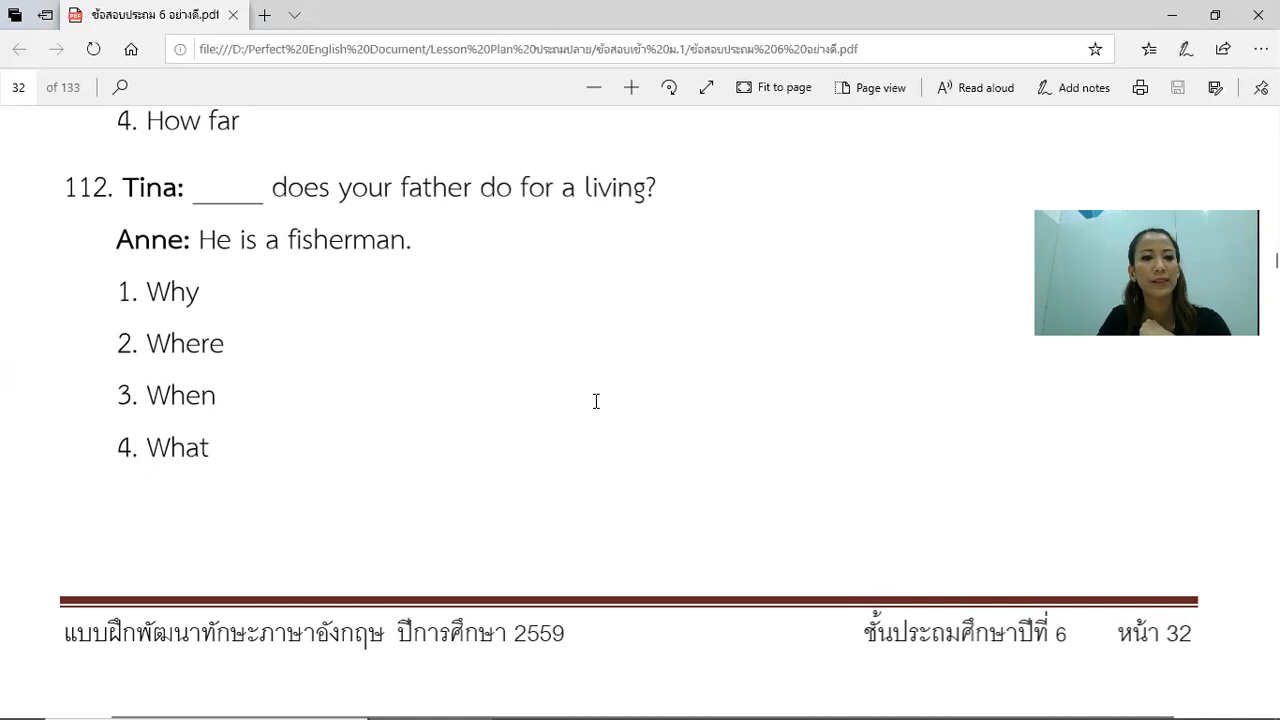 ข้อสอบประถม 6 อย่างดี.pdf
file:///D:/Perfect%20English%20Document/Lesson%20Plan%20ประถมปลาย/ข้อสอบเข้า%20ม.1/ข้อสอบประถม%206%20อย่างดี.pdf
32 of 133 Fit to page Page view Read aloud Add notes
4. How far
112. Tina: _____ does your father do for a living?
Anne: He is a fisherman.
1. Why
2. Where
3. When
4. What
แบบฝึกพัฒนาทักษะภาษาอังกฤษ ปีการศึกษา 2559 ชั้นประถมศึกษาปีที่ 6 หน้า 32